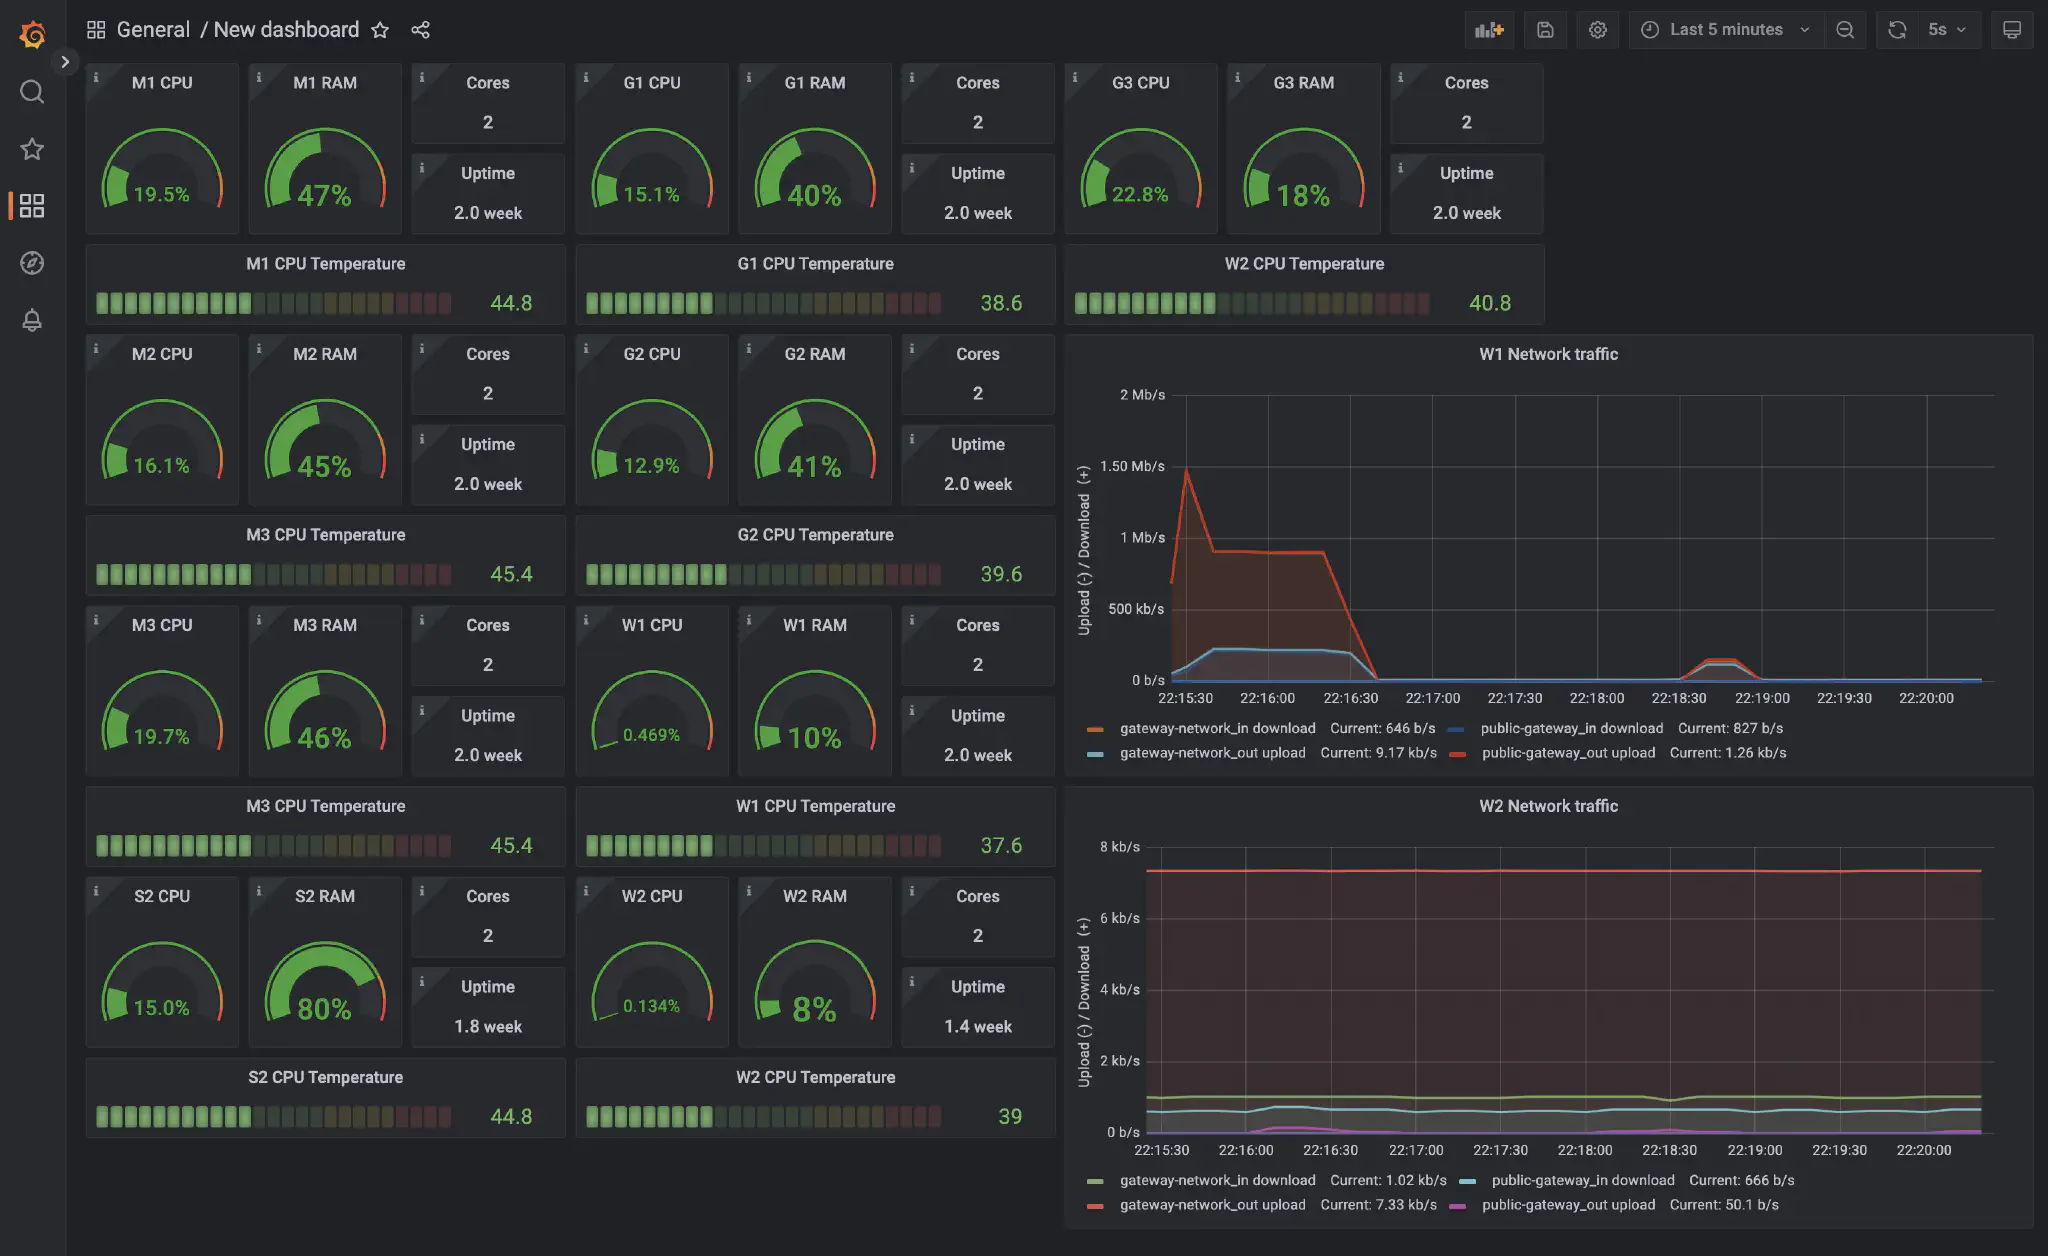 General / New dashboard
Last 5 minutes
5s
M1 CPU
19.5%
M1 RAM
47%
Cores
2
Uptime
2.0 week
G1 CPU
15.1%
G1 RAM
40%
Cores
2
Uptime
2.0 week
G3 CPU
22.8%
G3 RAM
18%
Cores
2
Uptime
2.0 week
M1 CPU Temperature
44.8
G1 CPU Temperature
38.6
W2 CPU Temperature
40.8
M2 CPU
16.1%
M2 RAM
45%
Cores
2
Uptime
2.0 week
G2 CPU
12.9%
G2 RAM
41%
Cores
2
Uptime
2.0 week
M3 CPU Temperature
45.4
G2 CPU Temperature
39.6
M3 CPU
19.7%
M3 RAM
46%
Cores
2
Uptime
2.0 week
W1 CPU
0.469%
W1 RAM
10%
Cores
2
Uptime
2.0 week
M3 CPU Temperature
45.4
W1 CPU Temperature
37.6
S2 CPU
15.0%
S2 RAM
80%
Cores
2
Uptime
1.8 week
W2 CPU
0.134%
W2 RAM
8%
Cores
2
Uptime
1.4 week
S2 CPU Temperature
44.8
W2 CPU Temperature
39
W1 Network traffic
Upload (-) / Download (+)
2 Mb/s
1.50 Mb/s
1 Mb/s
500 kb/s
0 b/s
22:15:30 22:16:00 22:16:30 22:17:00 22:17:30 22:18:00 22:18:30 22:19:00 22:19:30 22:20:00
gateway-network_in download Current: 646 b/s public-gateway_in download Current: 827 b/s
gateway-network_out upload Current: 9.17 kb/s public-gateway_out upload Current: 1.26 kb/s
W2 Network traffic
Upload (-) / Download (+)
8 kb/s
6 kb/s
4 kb/s
2 kb/s
0 b/s
22:15:30 22:16:00 22:16:30 22:17:00 22:17:30 22:18:00 22:18:30 22:19:00 22:19:30 22:20:00
gateway-network_in download Current: 1.02 kb/s public-gateway_in download Current: 666 b/s
gateway-network_out upload Current: 7.33 kb/s public-gateway_out upload Current: 50.1 b/s